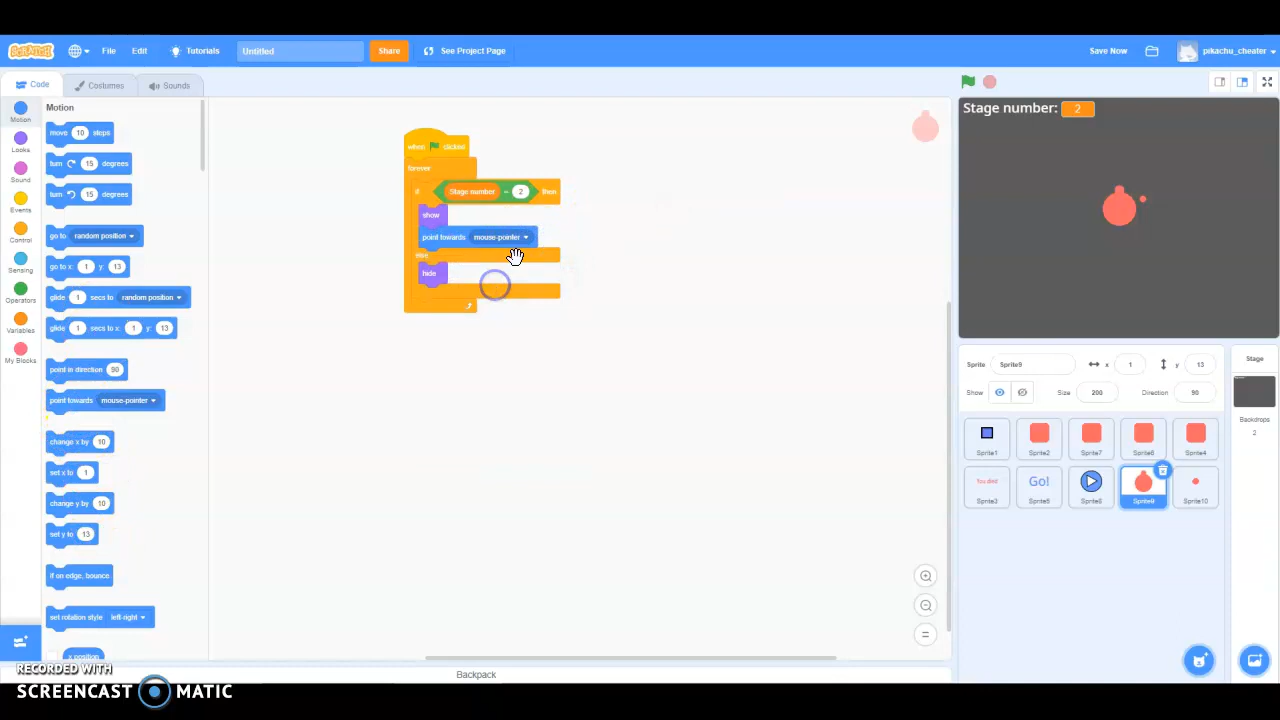 SCRATCH File Edit Tutorials Untitled Share See Project Page Save Now pikachu_cheater
Code Costumes Sounds
Motion
Looks
Sound
Events
Control
Sensing
Operators
Variables
My Blocks
Motion
move 10 steps
turn 15 degrees
turn 15 degrees
go to random position
go to x: 1 y: 13
glide 1 secs to random position
glide 1 secs to x: 1 y: 13
point in direction 90
point towards mouse-pointer
change x by 10
set x to 1
change y by 10
set y to 13
if on edge, bounce
set rotation style left-right
x position
when clicked
forever
if Stage number = 2 then
show
point towards mouse-pointer
else
hide
Backpack
Stage number: 2
Sprite Sprite9 x 1 y 13
Show Size 200 Direction 90
Sprite1 Sprite2 Sprite7 Sprite6 Sprite4
You died Go!
Sprite3 Sprite5 Sprite8 Sprite9 Sprite10
Stage
Backdrops
2
RECORDED WITH
SCREENCAST MATIC